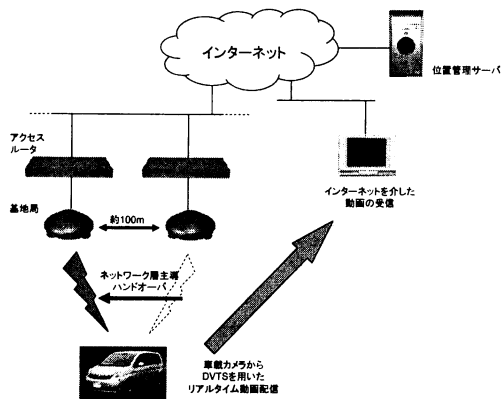 インターネット
位置管理サーバ
アクセス
ルータ
基地局
約100m
インターネットを介した
動画の受信
ネットワーク層主導
ハンドオーバ
車載カメラから
DVTSを用いた
リアルタイム動画配信